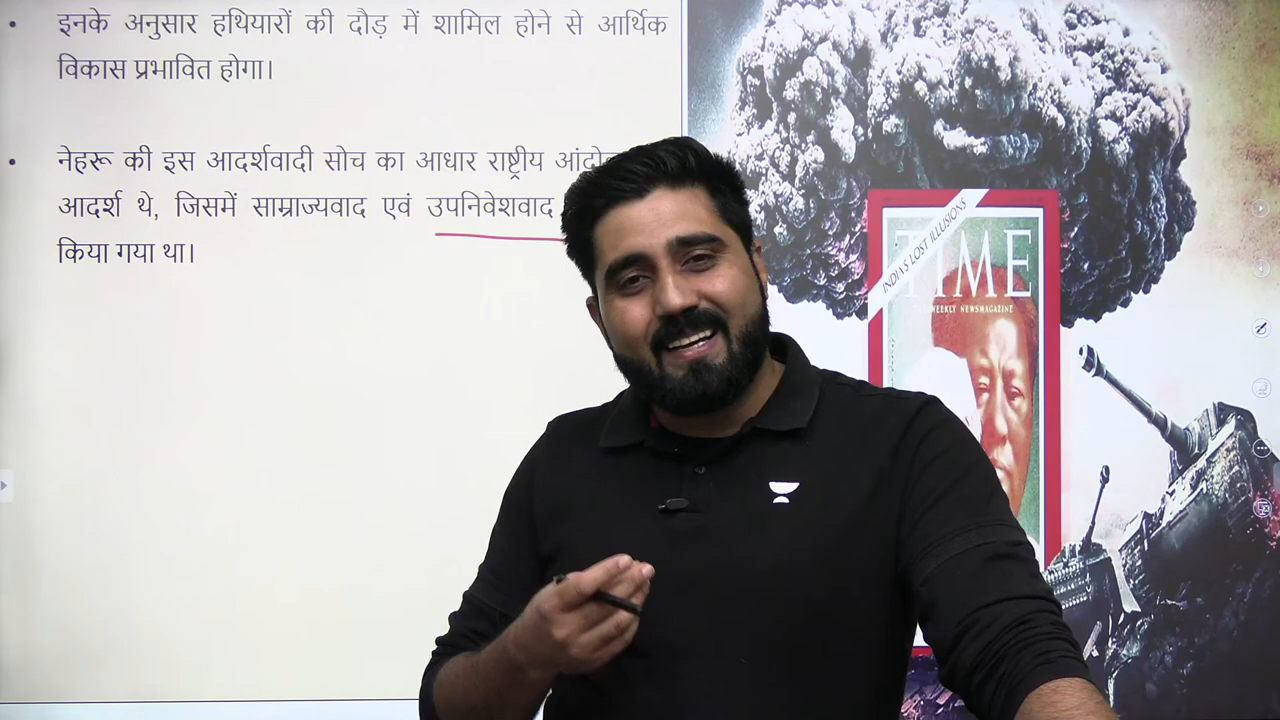 • इनके अनुसार हथियारों की दौड़ में शामिल होने से आर्थिक
विकास प्रभावित होगा।
• नेहरू की इस आदर्शवादी सोच का आधार राष्ट्रीय
आदर्श थे, जिसमें साम्राज्यवाद एवं उपनिवेशवाद
किया गया था।
INDIA'S LOST ILLUSIONS
TIME
WEEKLY NEWSMAGAZINE